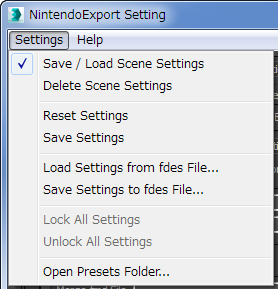 NintendoExport Setting
Settings Help
Save / Load Scene Settings
Delete Scene Settings
Reset Settings
Save Settings
Load Settings from fdes File...
Save Settings to fdes File...
Lock All Settings
Unlock All Settings
Open Presets Folder...